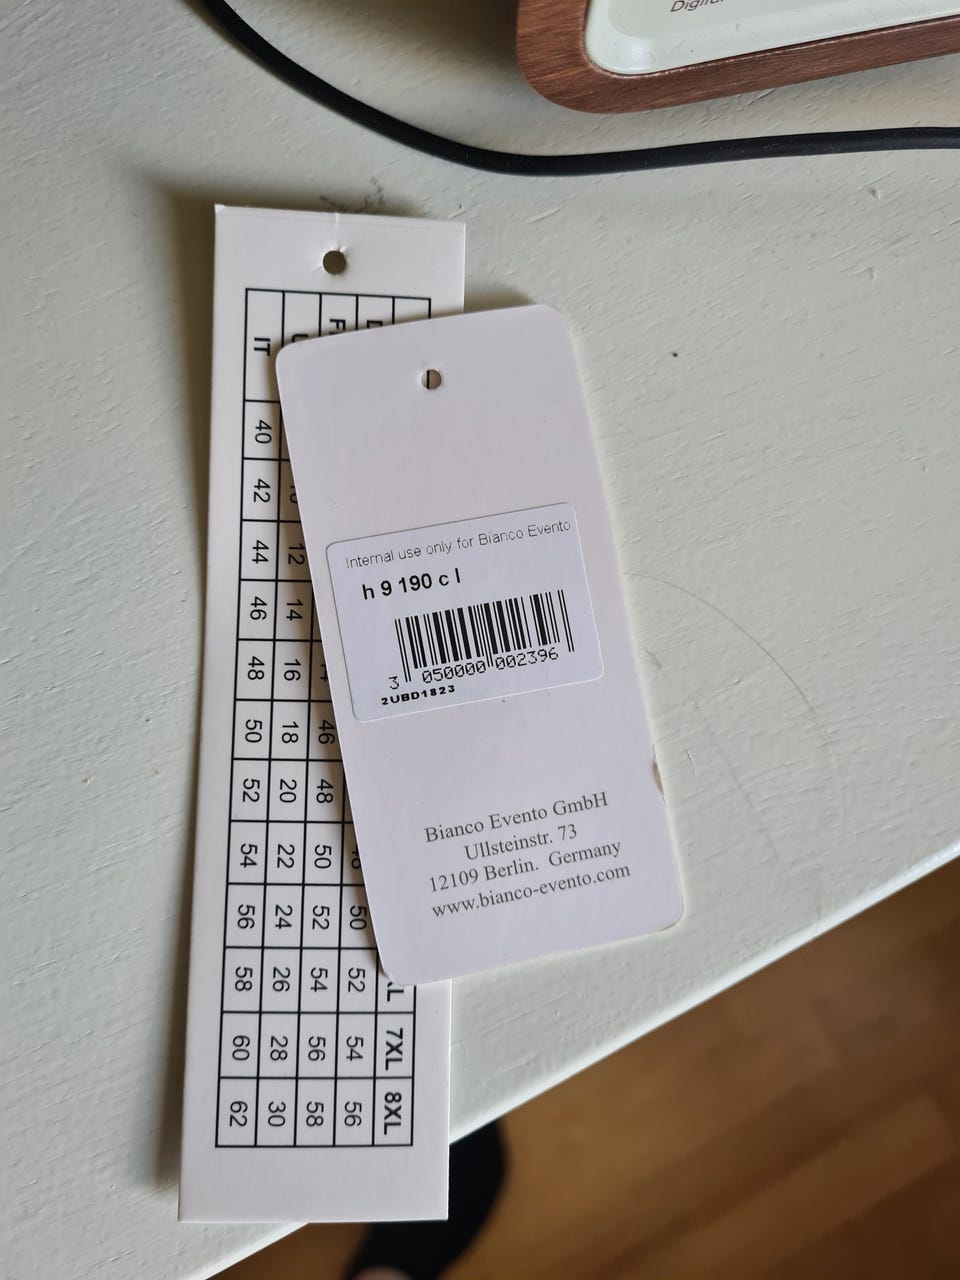 Digital
IT
40
42
44
46
48
50
52
54
56
58
60
62
12
14
16
18
20
22
24
26
28
30
46
48
50
52
54
56
58
50
52
54
56
7XL
8XL
Internal use only for Bianco Evento
h 9 190 c l
3 050000 002396
2UBD1823
Bianco Evento GmbH
Ullsteinstr. 73
12109 Berlin. Germany
www.bianco-evento.com